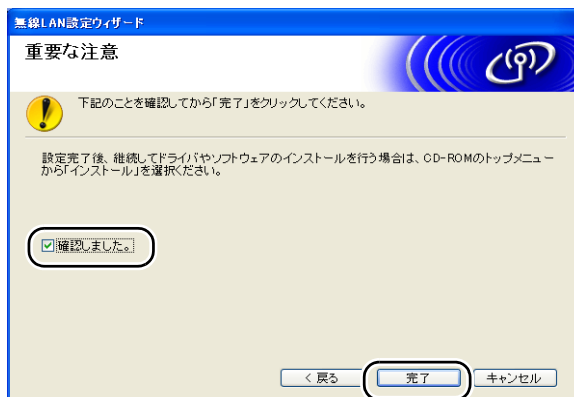 無線LAN設定ウィザード
重要な注意
下記のことを確認してから「完了」をクリックしてください。
設定完了後、継続してドライバやソフトウェアのインストールを行う場合は、CD-ROMのトップメニュー
から「インストール」を選択ください。
確認しました。
< 戻る
完了
キャンセル